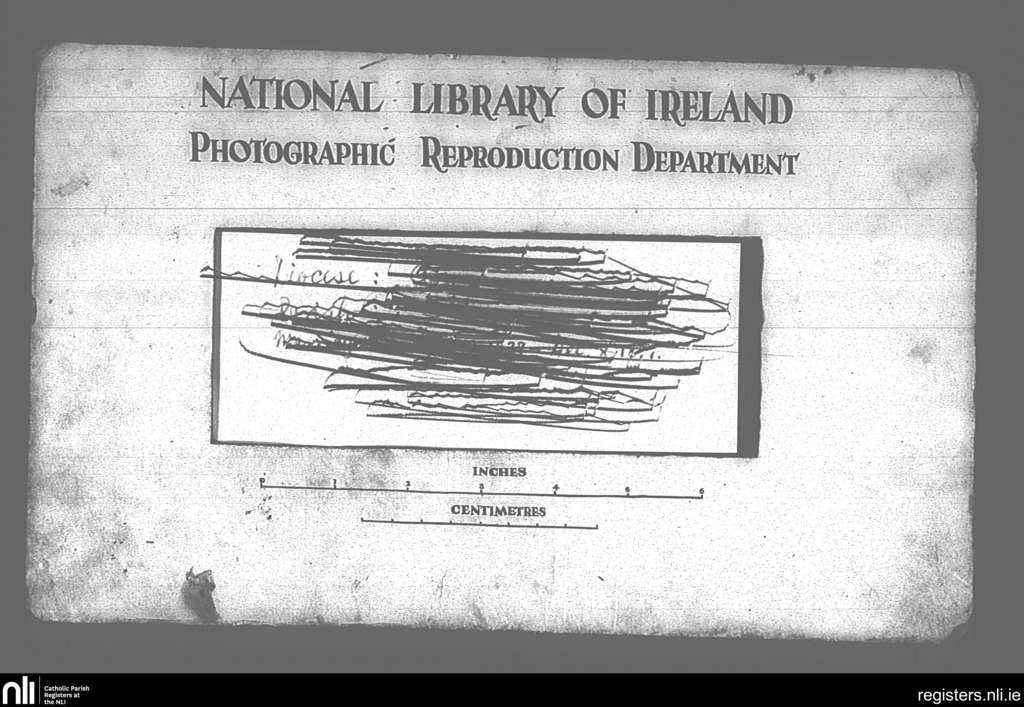 NATIONAL LIBRARY OF IRELAND
PHOTOGRAPHIC REPRODUCTION DEPARTMENT
Diocese :
INCHES
0 1 2 3 4 5 6
CENTIMETRES
nli
Catholic Parish
Registers at
the NLI
registers.nli.ie